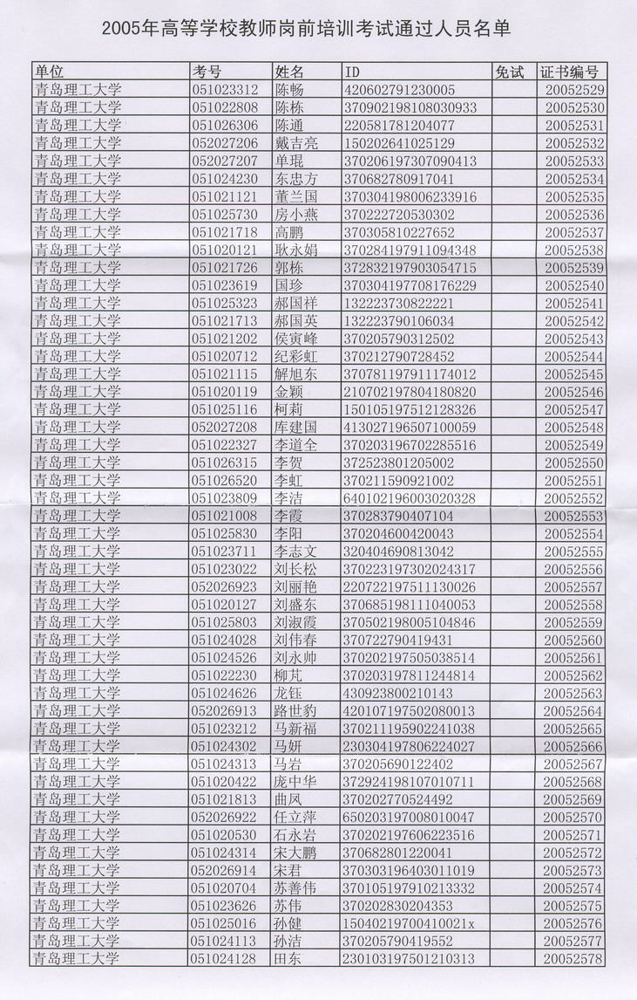 2005年高等学校教师岗前培训考试通过人员名单
单位 考号 姓名 ID 免试 证书编号
青岛理工大学 051023312 陈畅 420602791230005 20052529
青岛理工大学 051022808 陈栋 370902198108030933 20052530
青岛理工大学 051026306 陈通 220581781204077 20052531
青岛理工大学 052027206 戴吉亮 150202641025129 20052532
青岛理工大学 052027207 单琨 370206197307090413 20052533
青岛理工大学 051024230 东忠方 370682780917041 20052534
青岛理工大学 051021121 董兰国 370304198006233916 20052535
青岛理工大学 051025730 房小燕 370222720530302 20052536
青岛理工大学 051021718 高鹏 370305810227652 20052537
青岛理工大学 051020121 耿永娟 370284197911094348 20052538
青岛理工大学 051021726 郭栋 372832197903054715 20052539
青岛理工大学 051023619 国珍 370304197708176229 20052540
青岛理工大学 051025323 郝国祥 132223730822221 20052541
青岛理工大学 051021713 郝国英 132223790106034 20052542
青岛理工大学 051021202 侯寅峰 370205790312502 20052543
青岛理工大学 051020712 纪彩虹 370212790728452 20052544
青岛理工大学 051021115 解旭东 370781197911174012 20052545
青岛理工大学 051020119 金颖 210702197804180820 20052546
青岛理工大学 051025116 柯莉 150105197512128326 20052547
青岛理工大学 052027208 库建国 413027196507100059 20052548
青岛理工大学 051022327 李道全 370203196702285516 20052549
青岛理工大学 051026315 李贺 372523801205002 20052550
青岛理工大学 051026520 李虹 370211590921002 20052551
青岛理工大学 051023809 李洁 640102196003020328 20052552
青岛理工大学 051021008 李霞 370283790407104 20052553
青岛理工大学 051025830 李阳 370204600420043 20052554
青岛理工大学 051023711 李志文 320404690813042 20052555
青岛理工大学 051023022 刘长松 370223197302024317 20052556
青岛理工大学 052026923 刘丽艳 220722197511130026 20052557
青岛理工大学 051020127 刘盛东 370685198111040053 20052558
青岛理工大学 051025803 刘淑霞 370502198005104846 20052559
青岛理工大学 051024028 刘伟春 370722790419431 20052560
青岛理工大学 051024526 刘永帅 370202197505038514 20052561
青岛理工大学 051022230 柳芃 370203197811244814 20052562
青岛理工大学 051024626 龙钰 430923800210143 20052563
青岛理工大学 052026913 路世豹 420107197502080013 20052564
青岛理工大学 051023212 马新福 370211195902241038 20052565
青岛理工大学 051024302 马妍 230304197806224027 20052566
青岛理工大学 051024313 马岩 370205690122402 20052567
青岛理工大学 051020422 庞中华 372924198107010711 20052568
青岛理工大学 051021813 曲凤 370202770524492 20052569
青岛理工大学 052026922 任立萍 650203197008010047 20052570
青岛理工大学 051020530 石永岩 370202197606223516 20052571
青岛理工大学 051024314 宋大鹏 370682801220041 20052572
青岛理工大学 052026914 宋君 370303196403011019 20052573
青岛理工大学 051020704 苏善伟 370105197910213332 20052574
青岛理工大学 051023626 苏伟 370202830204353 20052575
青岛理工大学 051025016 孙健 15040219700410021x 20052576
青岛理工大学 051024113 孙洁 370205790419552 20052577
青岛理工大学 051024128 田东 230103197501210313 20052578